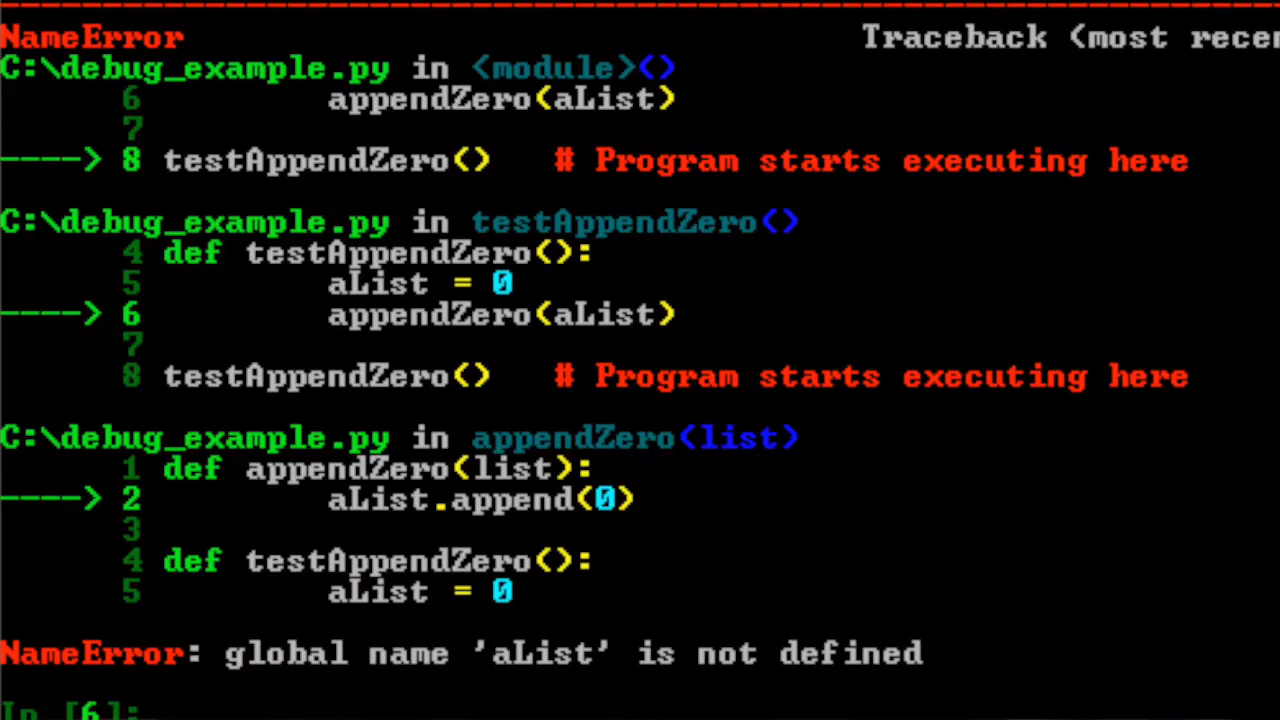 NameError Traceback (most recen
C:\debug_example.py in <module>()
6 appendZero(aList)
7
----> 8 testAppendZero() # Program starts executing here
C:\debug_example.py in testAppendZero()
4 def testAppendZero():
5 aList = 0
----> 6 appendZero(aList)
7
8 testAppendZero() # Program starts executing here
C:\debug_example.py in appendZero(list)
1 def appendZero(list):
----> 2 aList.append(0)
3
4 def testAppendZero():
5 aList = 0
NameError: global name 'aList' is not defined
In [6]: